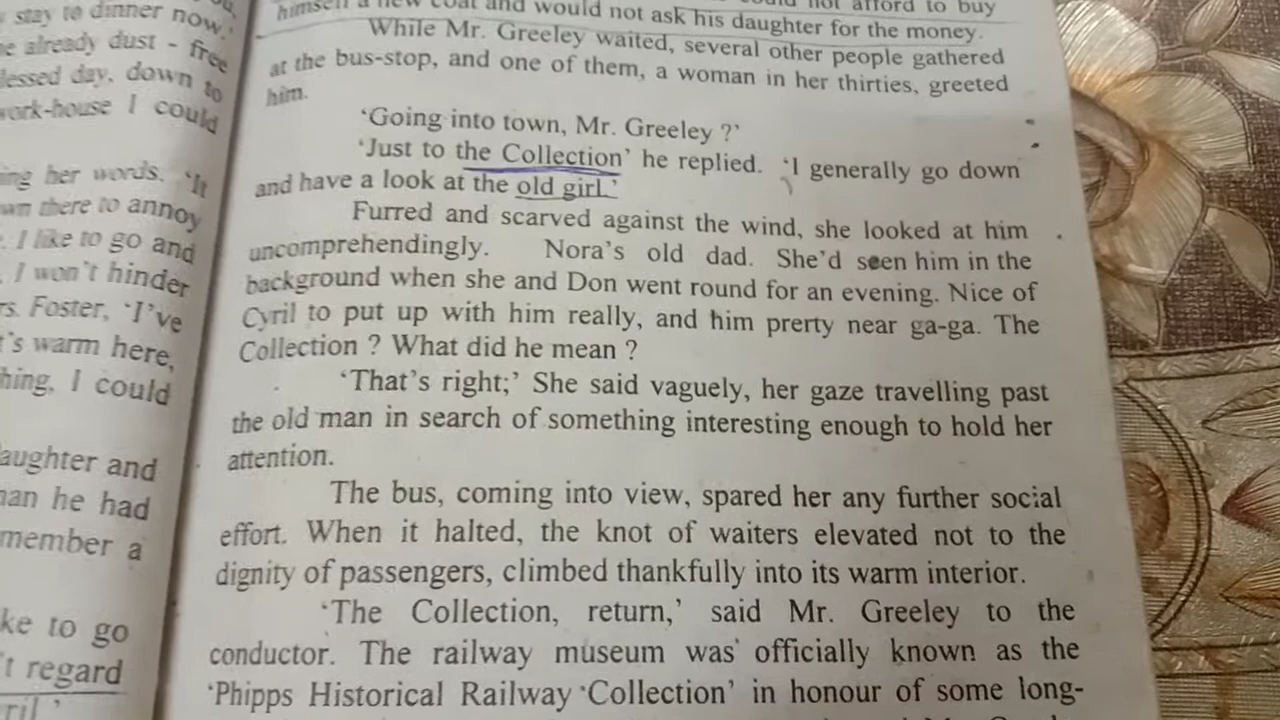 stay to dinner now.'
already dust - free
lessed day, down to
work-house I could
ing her words. 'It
wn there to annoy
. I like to go and
. I won't hinder
rs. Foster, 'I've
t's warm here,
hing, I could
aughter and
nan he had
member a
ke to go
't regard
ril.'
himself a new coat and would not ask his daughter for the money.
While Mr. Greeley waited, several other people gathered
at the bus-stop, and one of them, a woman in her thirties, greeted
him.
'Going into town, Mr. Greeley ?'
'Just to the Collection' he replied. 'I generally go down
and have a look at the old girl.'
Furred and scarved against the wind, she looked at him
uncomprehendingly. Nora's old dad. She'd seen him in the
background when she and Don went round for an evening. Nice of
Cyril to put up with him really, and him prerty near ga-ga. The
Collection ? What did he mean ?
'That's right;' She said vaguely, her gaze travelling past
the old man in search of something interesting enough to hold her
attention.
The bus, coming into view, spared her any further social
effort. When it halted, the knot of waiters elevated not to the
dignity of passengers, climbed thankfully into its warm interior.
'The Collection, return,' said Mr. Greeley to the
conductor. The railway museum was officially known as the
'Phipps Historical Railway 'Collection' in honour of some long-